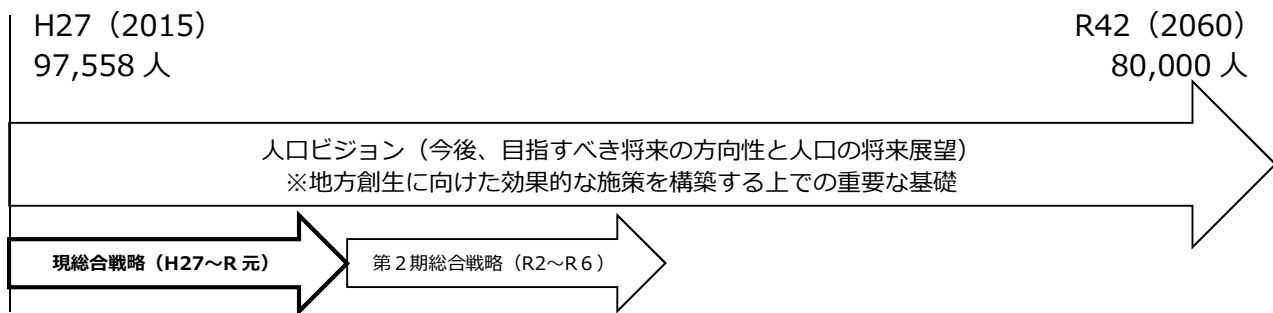 H27（2015）
97,558 人
R42（2060）
80,000 人
人口ビジョン（今後、目指すべき将来の方向性と人口の将来展望）
※地方創生に向けた効果的な施策を構築する上での重要な基礎
現総合戦略（H27～R 元）
第２期総合戦略（R2～R６）